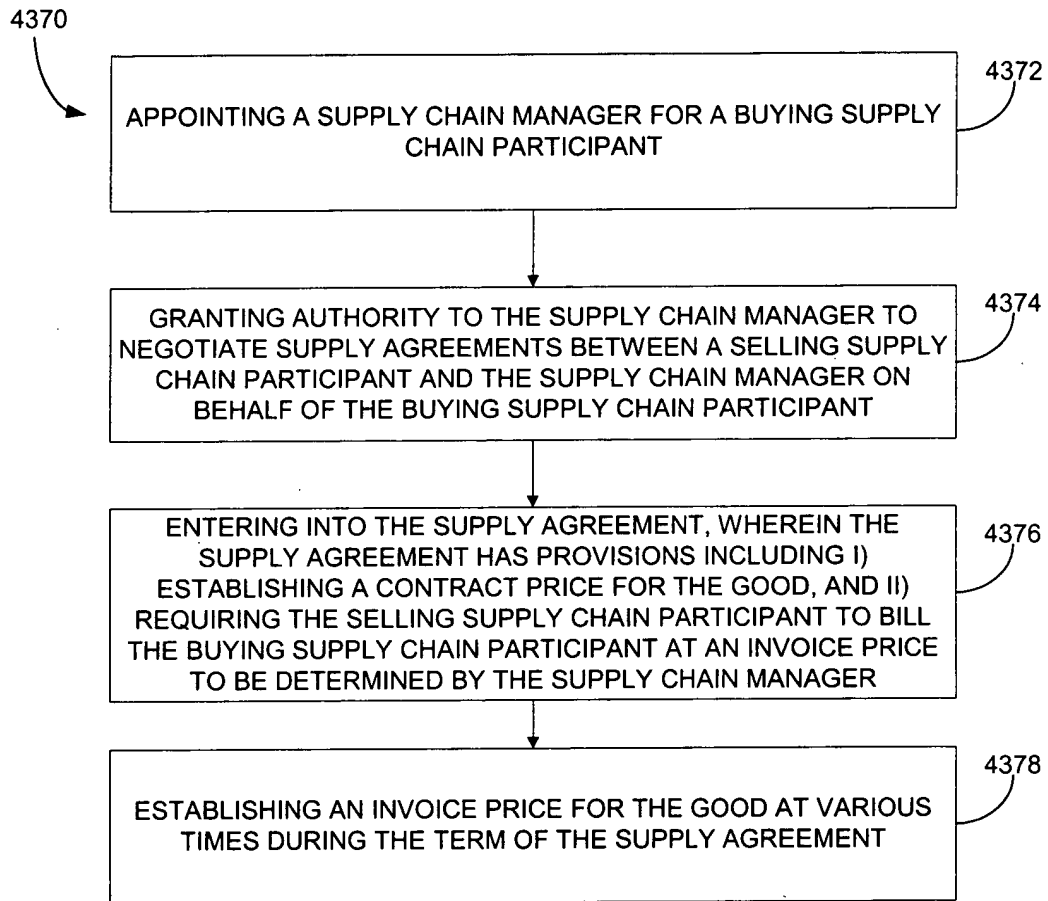 4370
4372
APPOINTING A SUPPLY CHAIN MANAGER FOR A BUYING SUPPLY
CHAIN PARTICIPANT
4374
GRANTING AUTHORITY TO THE SUPPLY CHAIN MANAGER TO
NEGOTIATE SUPPLY AGREEMENTS BETWEEN A SELLING SUPPLY
CHAIN PARTICIPANT AND THE SUPPLY CHAIN MANAGER ON
BEHALF OF THE BUYING SUPPLY CHAIN PARTICIPANT
4376
ENTERING INTO THE SUPPLY AGREEMENT, WHEREIN THE
SUPPLY AGREEMENT HAS PROVISIONS INCLUDING I)
ESTABLISHING A CONTRACT PRICE FOR THE GOOD, AND II)
REQUIRING THE SELLING SUPPLY CHAIN PARTICIPANT TO BILL
THE BUYING SUPPLY CHAIN PARTICIPANT AT AN INVOICE PRICE
TO BE DETERMINED BY THE SUPPLY CHAIN MANAGER
4378
ESTABLISHING AN INVOICE PRICE FOR THE GOOD AT VARIOUS
TIMES DURING THE TERM OF THE SUPPLY AGREEMENT